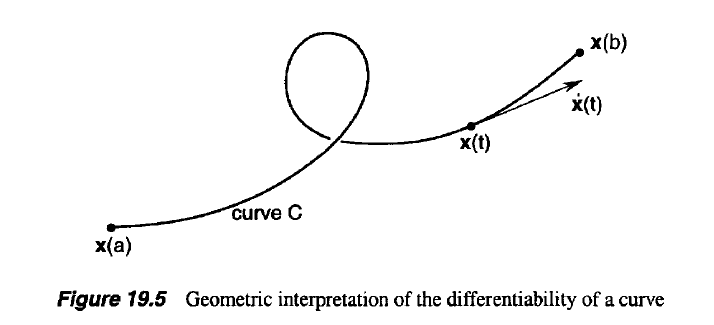 x(b)
ẋ(t)
x(t)
curve C
x(a)
Figure 19.5 Geometric interpretation of the differentiability of a curve